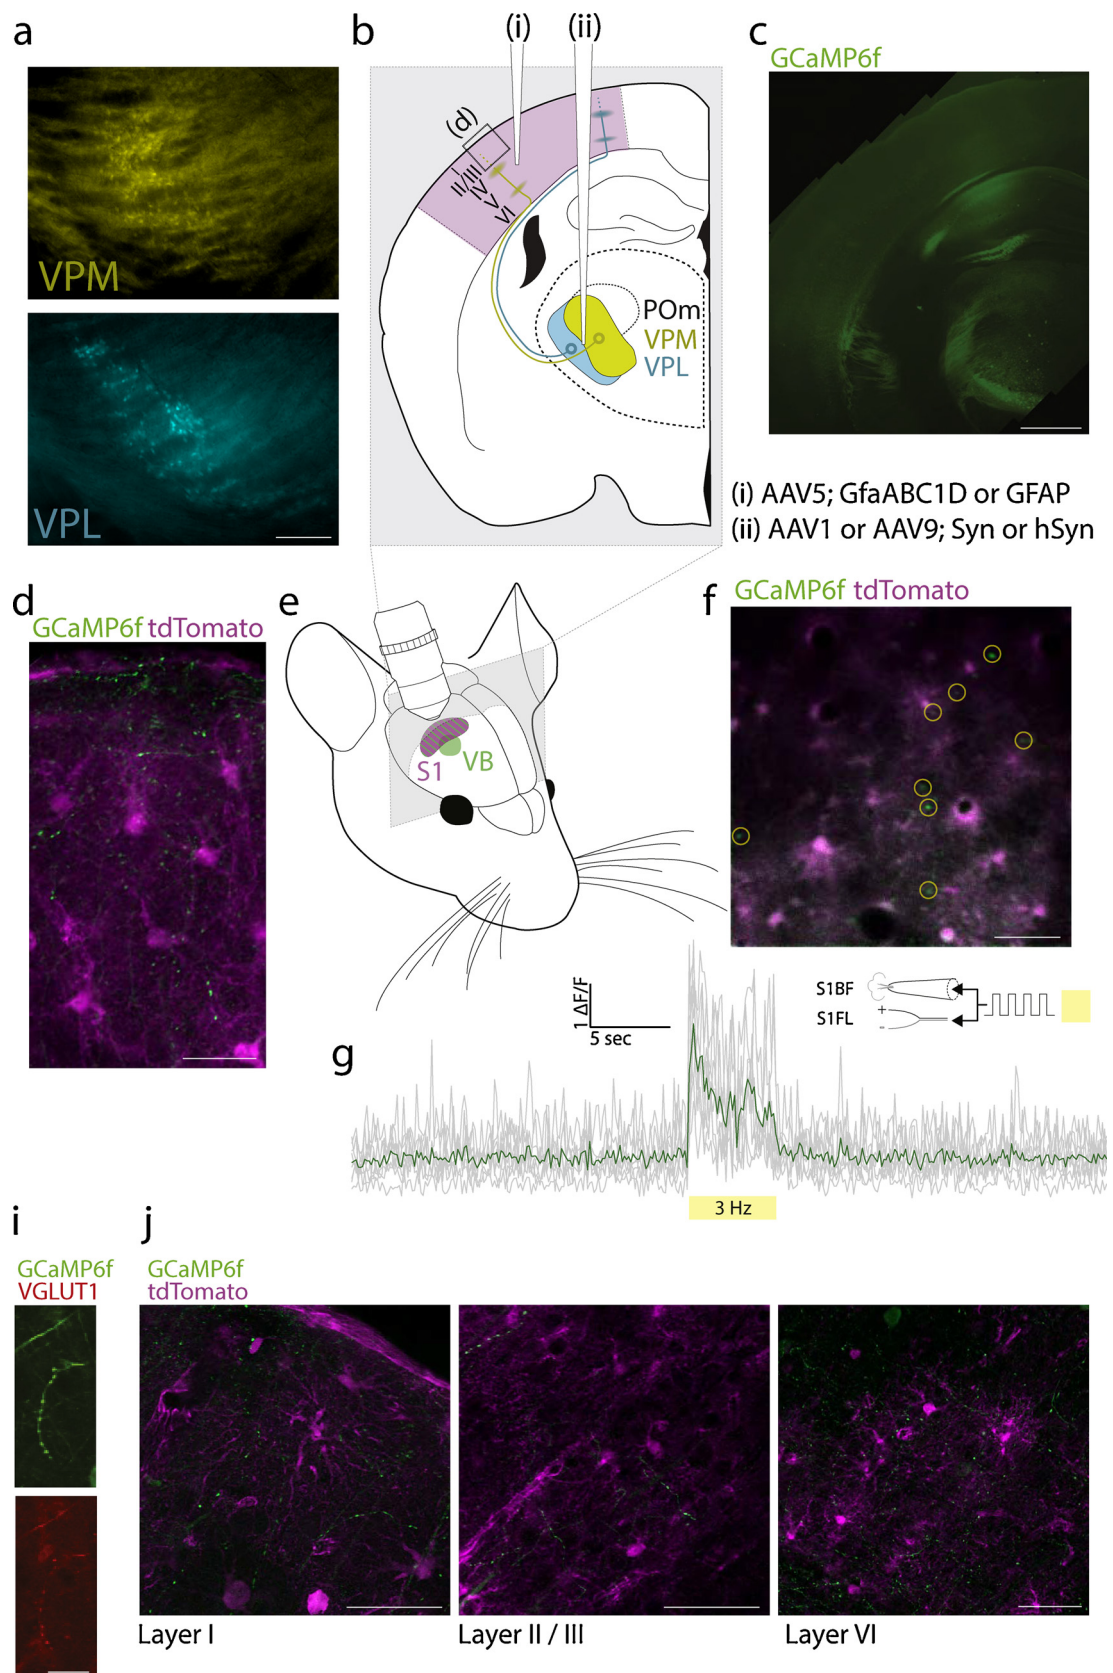 a
VPM
VPL
b
(i)
(ii)
(d)
I
II/III
IV
V
VI
POm
VPM
VPL
c
GCaMP6f
(i) AAV5; GfaABC1D or GFAP
(ii) AAV1 or AAV9; Syn or hSyn
d
GCaMP6f tdTomato
e
S1
VB
f
GCaMP6f tdTomato
1 ΔF/F
5 sec
S1BF
S1FL
+
−
g
3 Hz
i
GCaMP6f
VGLUT1
j
GCaMP6f
tdTomato
Layer I
Layer II / III
Layer VI